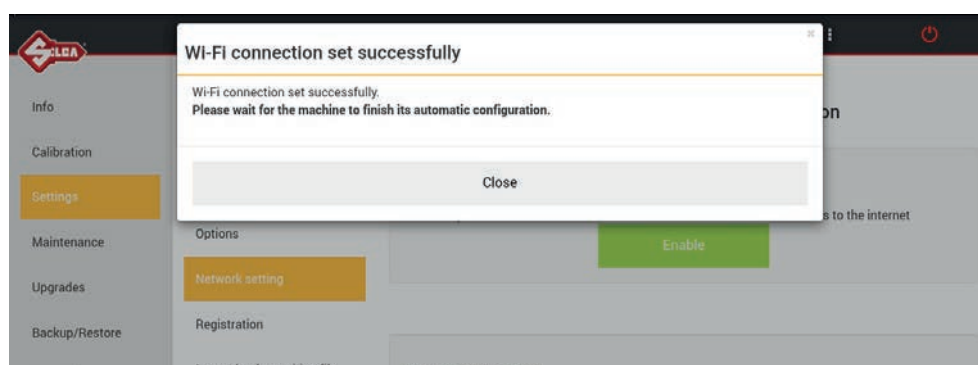 SILCA
Wi-Fi connection set successfully
Wi-Fi connection set successfully.
Please wait for the machine to finish its automatic configuration.
Close
Info
Calibration
Settings
Maintenance
Upgrades
Backup/Restore
Options
Network setting
Registration
on
s to the internet
Enable